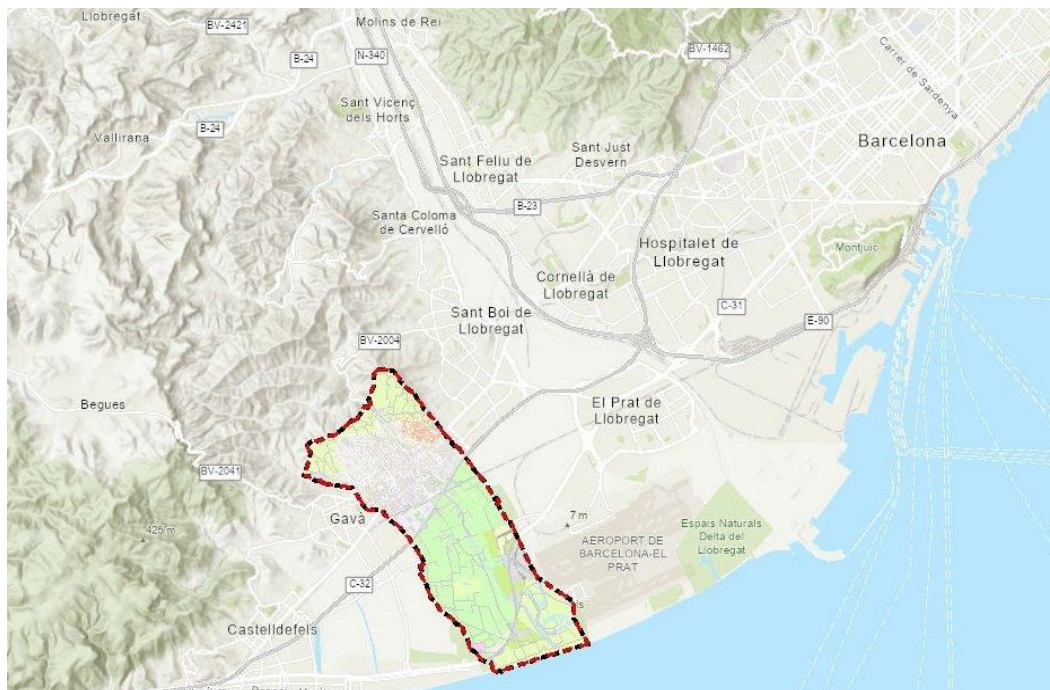 Llobregat
BV-2421
Molins de Rei
BV-1462
B-24
N-340
Carrer de Sardenya
Sant Vicenç
dels Horts
Vallirana
B-24
Sant Just
Desvern
Barcelona
Sant Feliu de
Llobregat
B-23
Santa Coloma
de Cervelló
Hospitalet de
Llobregat
Montjuïc
Cornellà de
Llobregat
C-31
Sant Boi de
Llobregat
E-90
BV-2004
Begues
El Prat de
Llobregat
BV-2041
Gavà
7 m
425 m
AEROPORT DE
BARCELONA-EL
PRAT
Espais Naturals
Delta del
Llobregat
C-32
Castelldefels